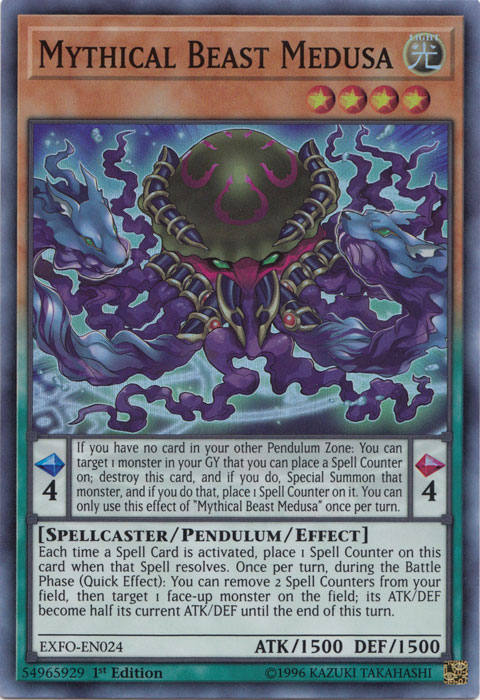 MYTHICAL BEAST MEDUSA
LIGHT
光
If you have no card in your other Pendulum Zone: You can
target 1 monster in your GY that you can place a Spell Counter
on; destroy this card, and if you do, Special Summon that
monster, and if you do that, place 1 Spell Counter on it. You can
only use this effect of "Mythical Beast Medusa" once per turn.
4
4
[SPELLCASTER/PENDULUM/EFFECT]
Each time a Spell Card is activated, place 1 Spell Counter on this
card when that Spell resolves. Once per turn, during the Battle
Phase (Quick Effect): You can remove 2 Spell Counters from your
field, then target 1 face-up monster on the field; its ATK/DEF
become half its current ATK/DEF until the end of this turn.
EXFO-EN024
ATK/1500 DEF/1500
54965929
1st Edition
©1996 KAZUKI TAKAHASHI